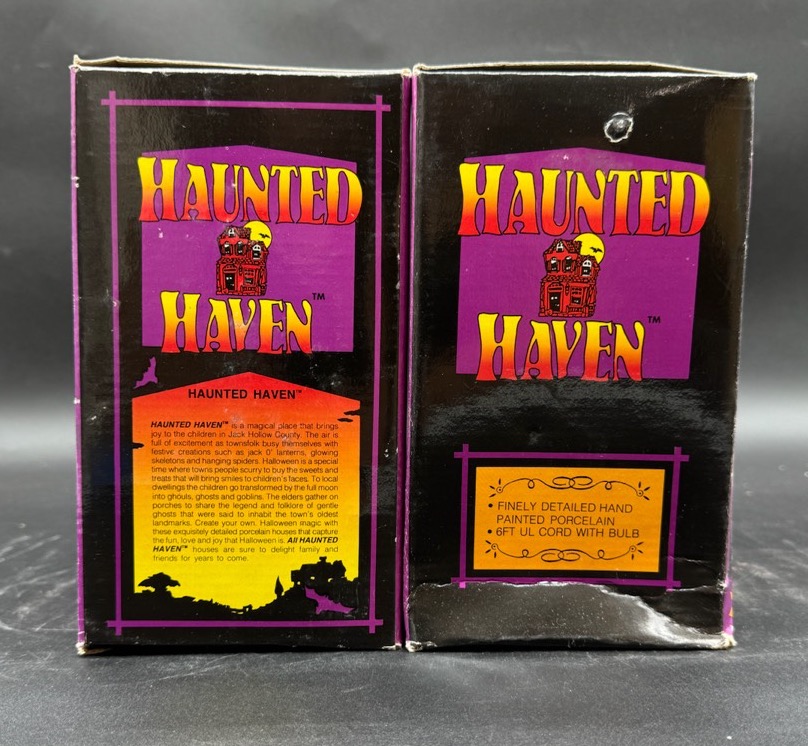 HAUNTED
HAVEN™
HAUNTED HAVEN™
HAUNTED HAVEN™ is a magical place that brings
joy to the children in Jack Hollow County. The air is
full of excitement as townsfolk busy themselves with
festive creations such as jack O' lanterns, glowing
skeletons and hanging spiders. Halloween is a special
time where towns people scurry to buy the sweets and
treats that will bring smiles to children's faces. To local
dwellings the children go transformed by the full moon
into ghouls, ghosts and goblins. The elders gather on
porches to share the legend and folklore of gentle
ghosts that were said to inhabit the town's oldest
landmarks. Create your own. Halloween magic with
these exquisitely detailed porcelain houses that capture
the fun, love and joy that Halloween is. All HAUNTED
HAVEN™ houses are sure to delight family and
friends for years to come.
HAUNTED
HAVEN™
• FINELY DETAILED HAND
PAINTED PORCELAIN
• 6FT UL CORD WITH BULB